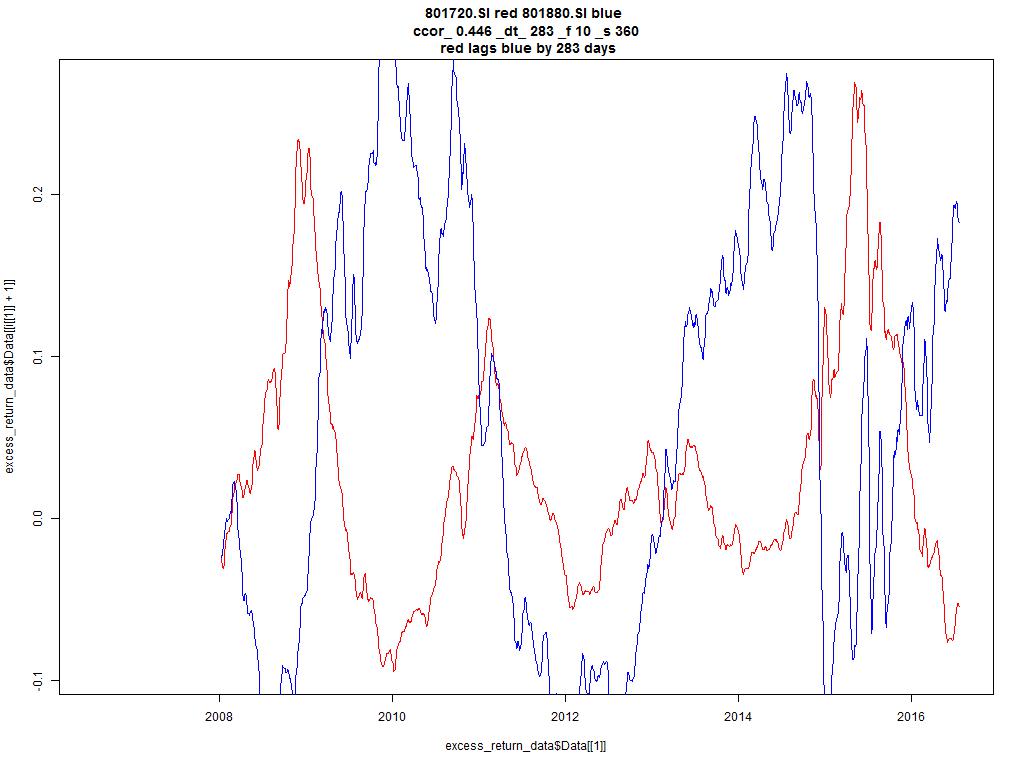 801720.SI red 801880.SI blue
ccor_ 0.446 _dt_ 283 _f 10 _s 360
red lags blue by 283 days
excess_return_data$Data[[i[[1]] + 1]]
0.2
0.1
0.0
-0.1
2008 2010 2012 2014 2016
excess_return_data$Data[[1]]